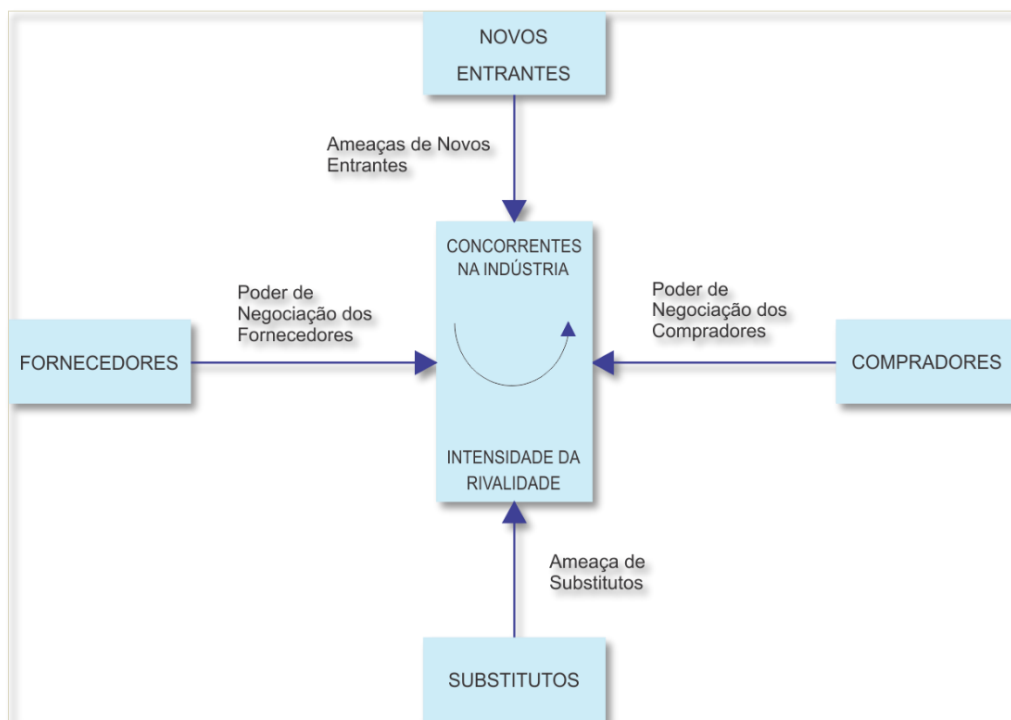 NOVOS
ENTRANTES
Ameaças de Novos
Entrantes
CONCORRENTES
NA INDÚSTRIA
Poder de
Negociação dos
Fornecedores
Poder de
Negociação dos
Compradores
FORNECEDORES
COMPRADORES
INTENSIDADE DA
RIVALIDADE
Ameaça de
Substitutos
SUBSTITUTOS